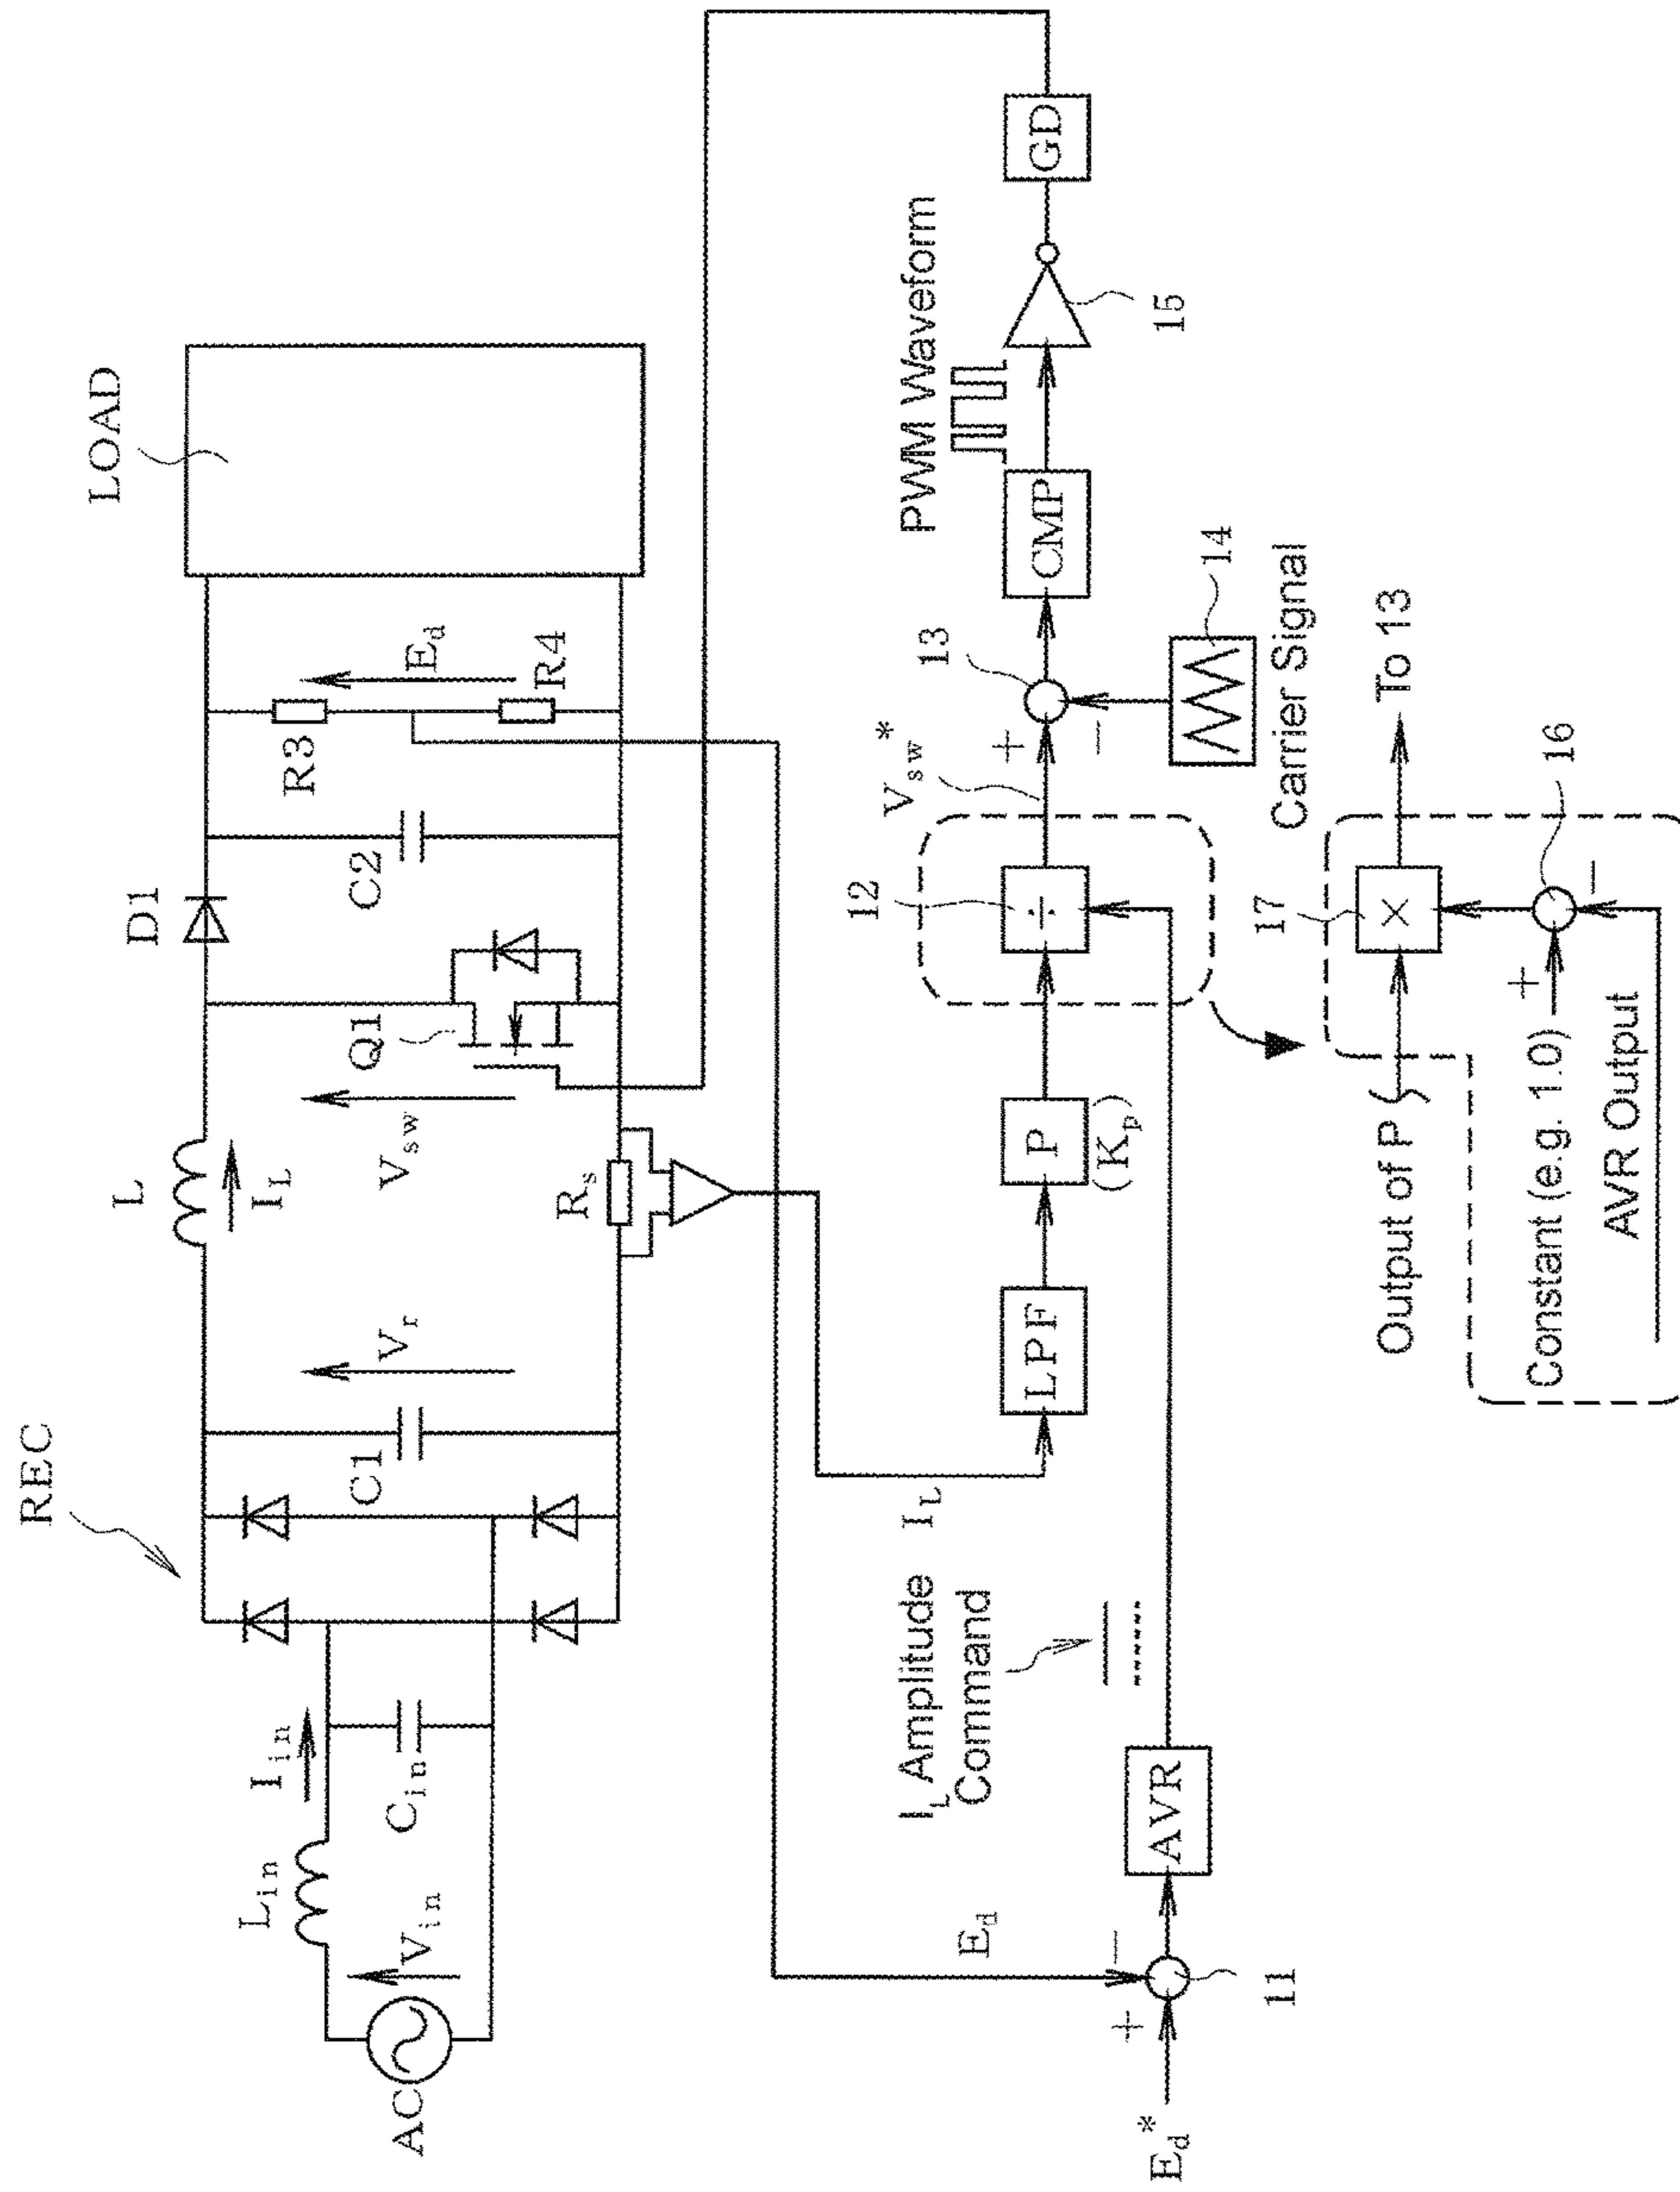 REC
LOAD
L
D1
I_L
L_in
I_in
V_in
AC
C_in
C1
V_r
V_sw
Q1
R_s
C2
R3
E_d
R4
E_d
I_L Amplitude
Command
I_L
LPF
P
(K_p)
12
÷
V_sw*
+
−
13
14
Carrier Signal
CMP
PWM Waveform
15
GD
E_d*
+
−
11
AVR
Output of P
17
×
To 13
Constant (e.g. 1.0)
+
−
16
AVR Output